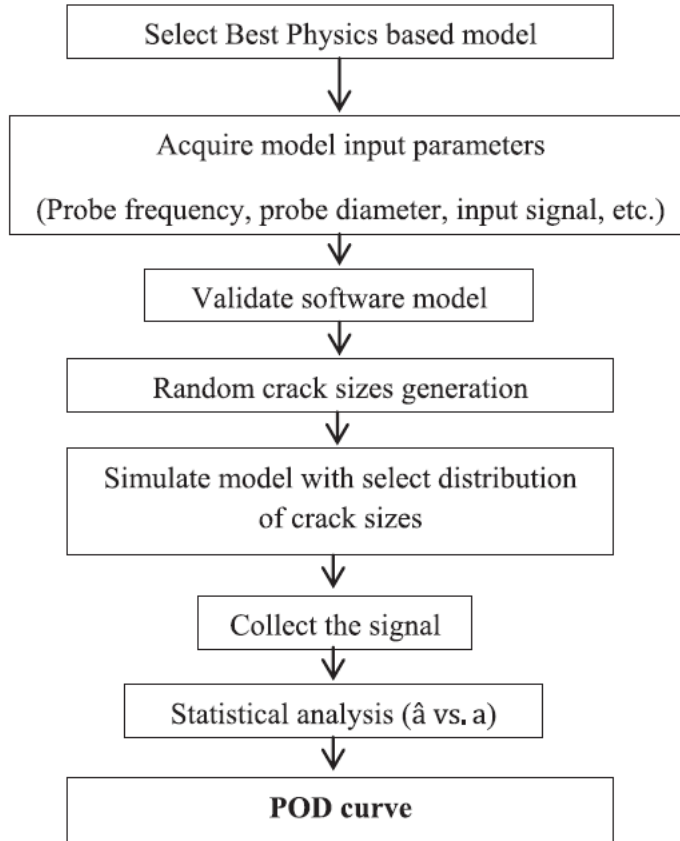 Select Best Physics based model
Acquire model input parameters
(Probe frequency, probe diameter, input signal, etc.)
Validate software model
Random crack sizes generation
Simulate model with select distribution
of crack sizes
Collect the signal
Statistical analysis (â vs. a)
POD curve